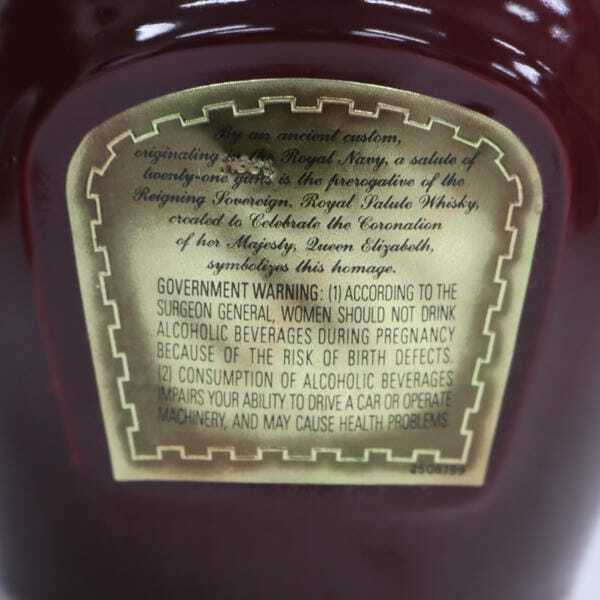 By an ancient custom,
originating in the Royal Navy, a salute of
twenty-one guns is the prerogative of the
Reigning Sovereign. Royal Salute Whisky,
created to Celebrate the Coronation
of her Majesty, Queen Elizabeth,
symbolizes this homage.
GOVERNMENT WARNING: (1) ACCORDING TO THE
SURGEON GENERAL, WOMEN SHOULD NOT DRINK
ALCOHOLIC BEVERAGES DURING PREGNANCY
BECAUSE OF THE RISK OF BIRTH DEFECTS.
(2) CONSUMPTION OF ALCOHOLIC BEVERAGES
IMPAIRS YOUR ABILITY TO DRIVE A CAR OR OPERATE
MACHINERY, AND MAY CAUSE HEALTH PROBLEMS.